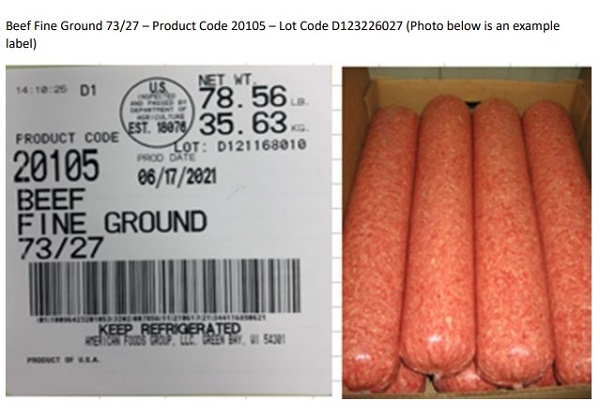 Beef Fine Ground 73/27 – Product Code 20105 – Lot Code D123226027 (Photo below is an example
label)
14:10:25 D1
U.S.
INSPECTED
AND PASSED BY
DEPARTMENT OF
AGRICULTURE
EST. 18076
NET WT.
78.56 LB.
35.63 KG.
LOT: D121168010
PRODUCT CODE
20105
PROD DATE
06/17/2021
BEEF
FINE GROUND
73/27
KEEP REFRIGERATED
AMERICAN FOODS GROUP, LLC, GREEN BAY, WI 54301
PRODUCT OF U.S.A.